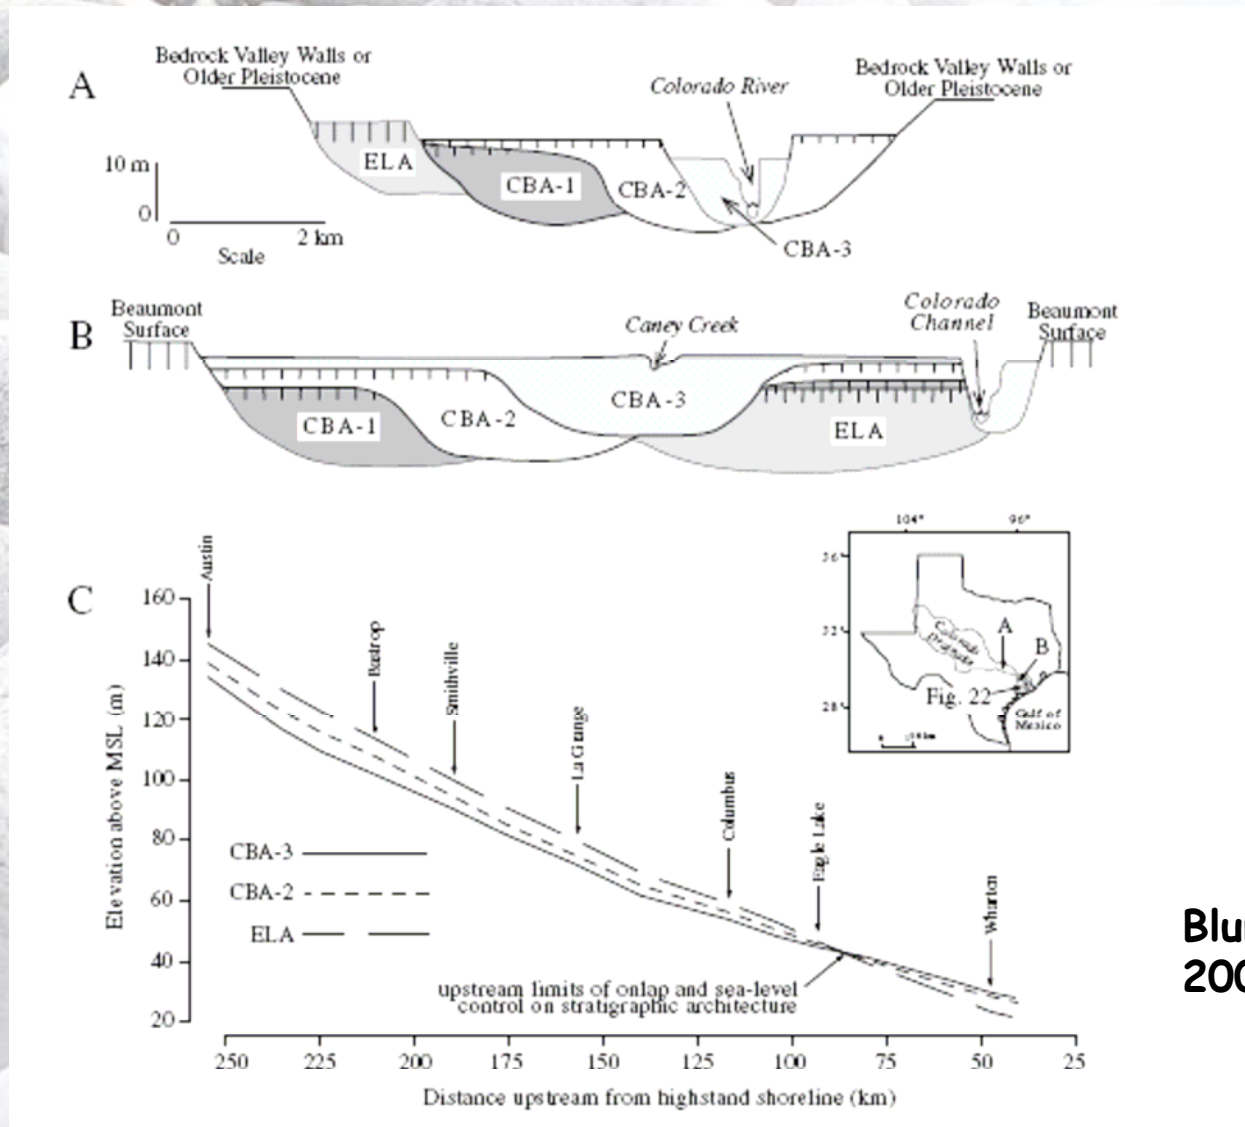 A
Bedrock Valley Walls or
Older Pleistocene
Colorado River
Bedrock Valley Walls or
Older Pleistocene
10 m
0
0
2 km
Scale
ELA
CBA-1
CBA-2
CBA-3
B
Beaumont
Surface
Caney Creek
Colorado
Channel
Beaumont
Surface
CBA-1
CBA-2
CBA-3
ELA
C
Elevation above MSL (m)
160
140
120
100
80
60
40
20
Austin
Bastrop
Smithville
La Grange
Columbus
Eagle Lake
Wharton
CBA-3
CBA-2
ELA
upstream limits of onlap and sea-level
control on stratigraphic architecture
250
225
200
175
150
125
100
75
50
25
Distance upstream from highstand shoreline (km)
104°
96°
36°
32°
28°
Colorado
Drainage
A
B
Fig. 22
Gulf of
Mexico
0
Blu
200